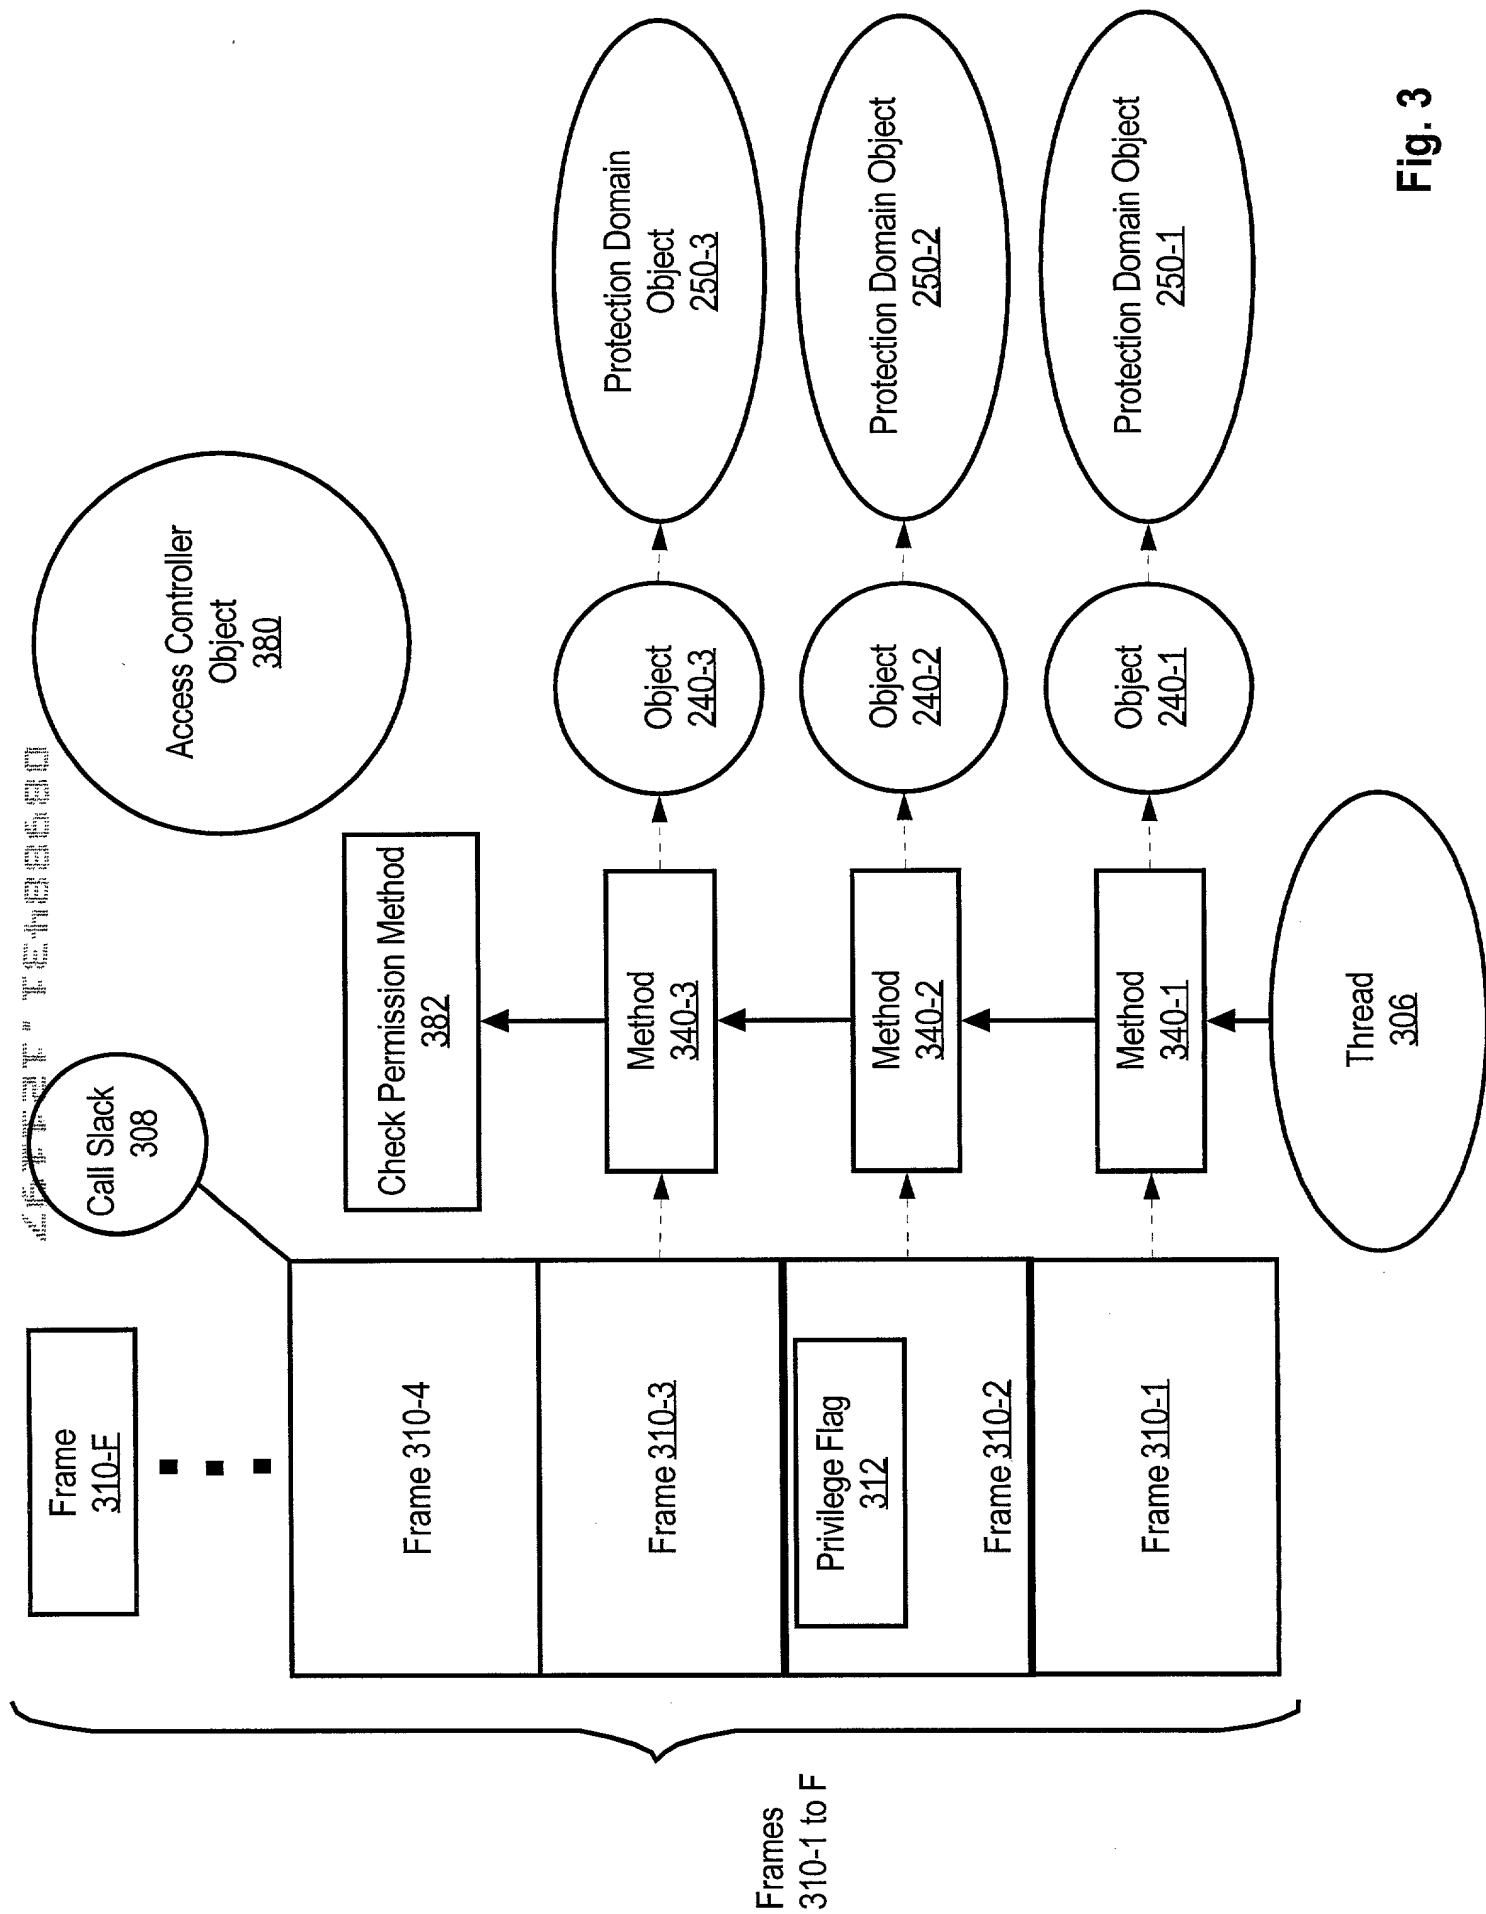 Frame
310-F
Call Slack
308
Access Controller
Object
380
Frame 310-4
Check Permission Method
382
Frame 310-3
Method
340-3
Object
240-3
Protection Domain
Object
250-3
Privilege Flag
312
Frame 310-2
Method
340-2
Object
240-2
Protection Domain Object
250-2
Frame 310-1
Method
340-1
Object
240-1
Protection Domain Object
250-1
Thread
306
Frames
310-1 to F
Fig. 3